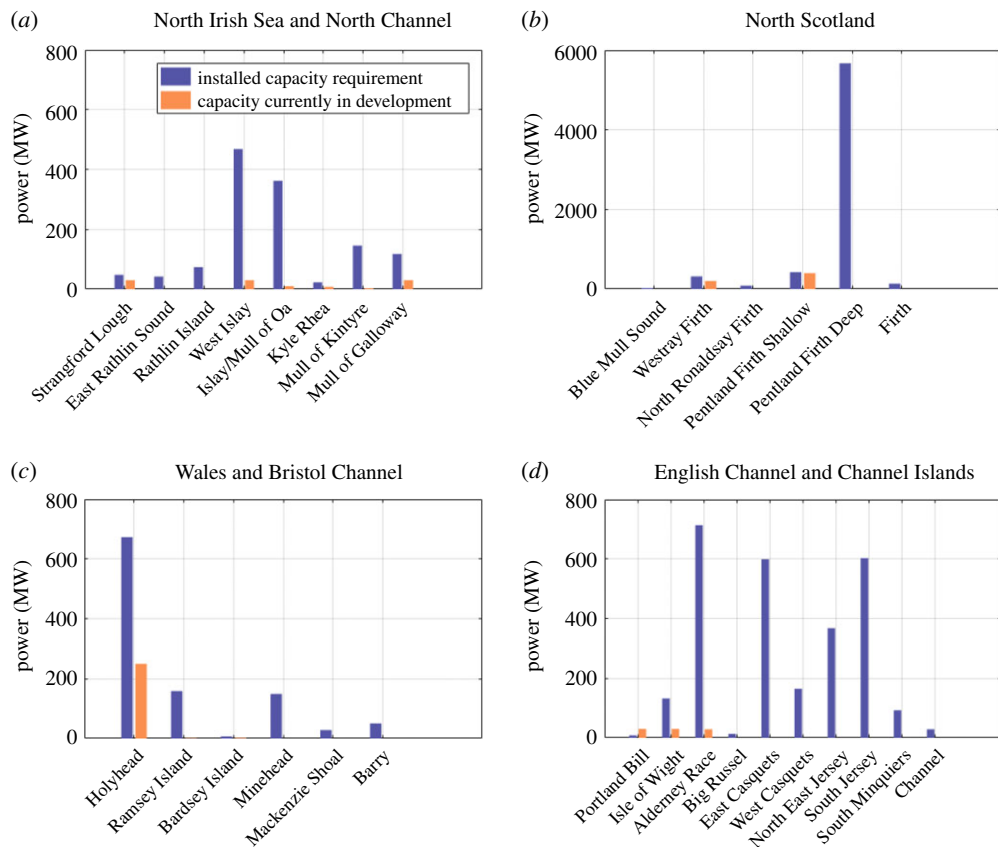 (a) North Irish Sea and North Channel
800
600
400
200
0
power (MW)
installed capacity requirement
capacity currently in development
Strangford Lough
East Rathlin Sound
Rathlin Island
West Islay
Islay/Mull of Oa
Kyle Rhea
Mull of Kintyre
Mull of Galloway
(b) North Scotland
6000
4000
2000
0
power (MW)
Blue Mull Sound
Westray Firth
North Ronaldsay Firth
Pentland Firth Shallow
Pentland Firth Deep
Firth
(c) Wales and Bristol Channel
800
600
400
200
0
power (MW)
Holyhead
Ramsey Island
Bardsey Island
Minehead
Mackenzie Shoal
Barry
(d) English Channel and Channel Islands
800
600
400
200
0
power (MW)
Portland Bill
Isle of Wight
Alderney Race
Big Russel
East Casquets
West Casquets
North East Jersey
South Jersey
South Minquiers
Channel